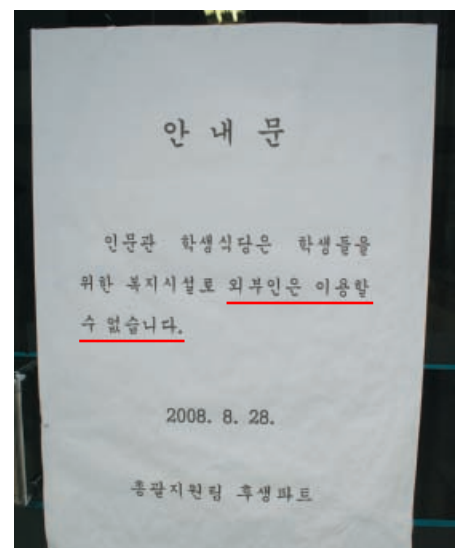 안 내 문
인문관 학생식당은 학생들을
위한 복지시설로 외부인은 이용할
수 없습니다.
2008. 8. 28.
총괄지원팀 후생파트